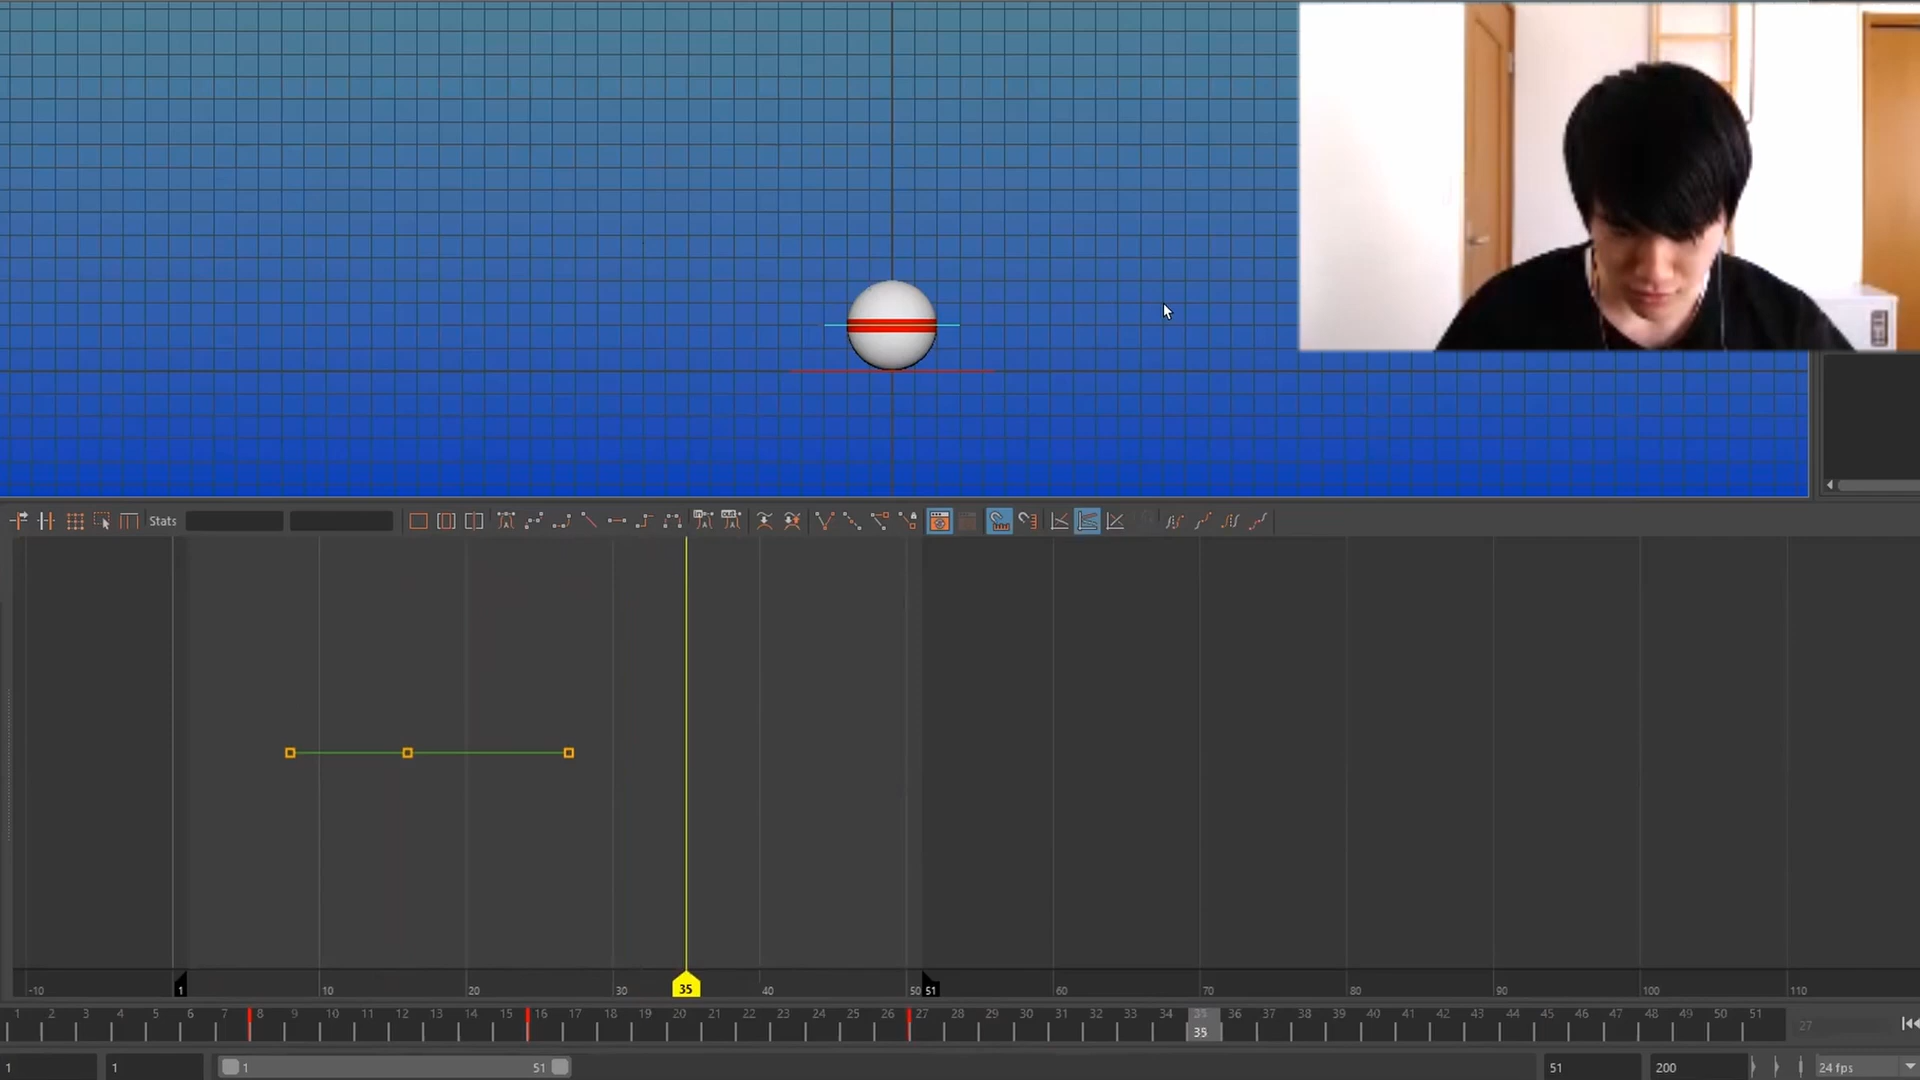 Stats
in out
-10 1 10 20 30 35 40 50 51 60 70 80 90 100 110
1 2 3 4 5 6 7 8 9 10 11 12 13 14 15 16 17 18 19 20 21 22 23 24 25 26 27 28 29 30 31 32 33 34 35 36 37 38 39 40 41 42 43 44 45 46 47 48 49 50 51
35 27
1 1 1 51 51 200 24 fps